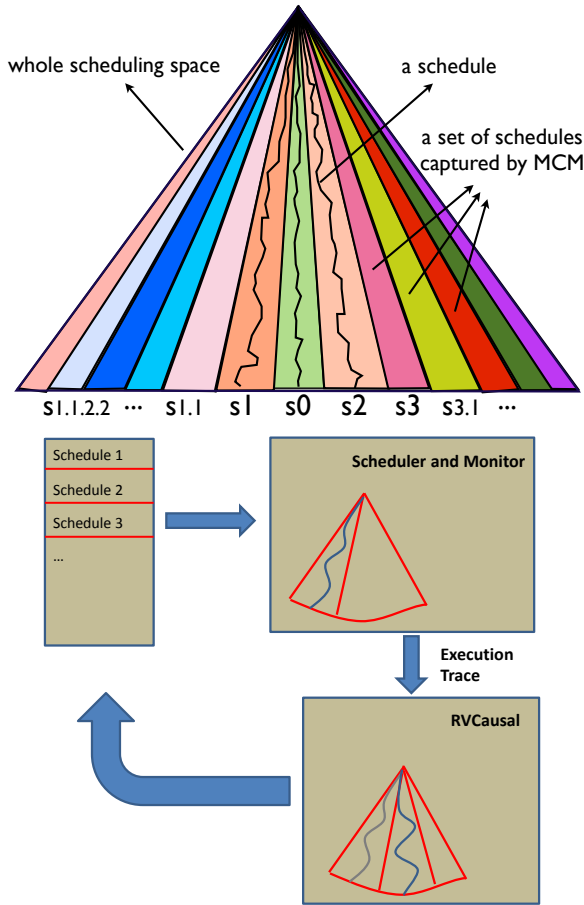 whole scheduling space
a schedule
a set of schedules
captured by MCM
s1.1.2.2 ... s1.1 s1 s0 s2 s3 s3.1 ...
Schedule 1
Schedule 2
Schedule 3
...
Scheduler and Monitor
Execution
Trace
RVCausal